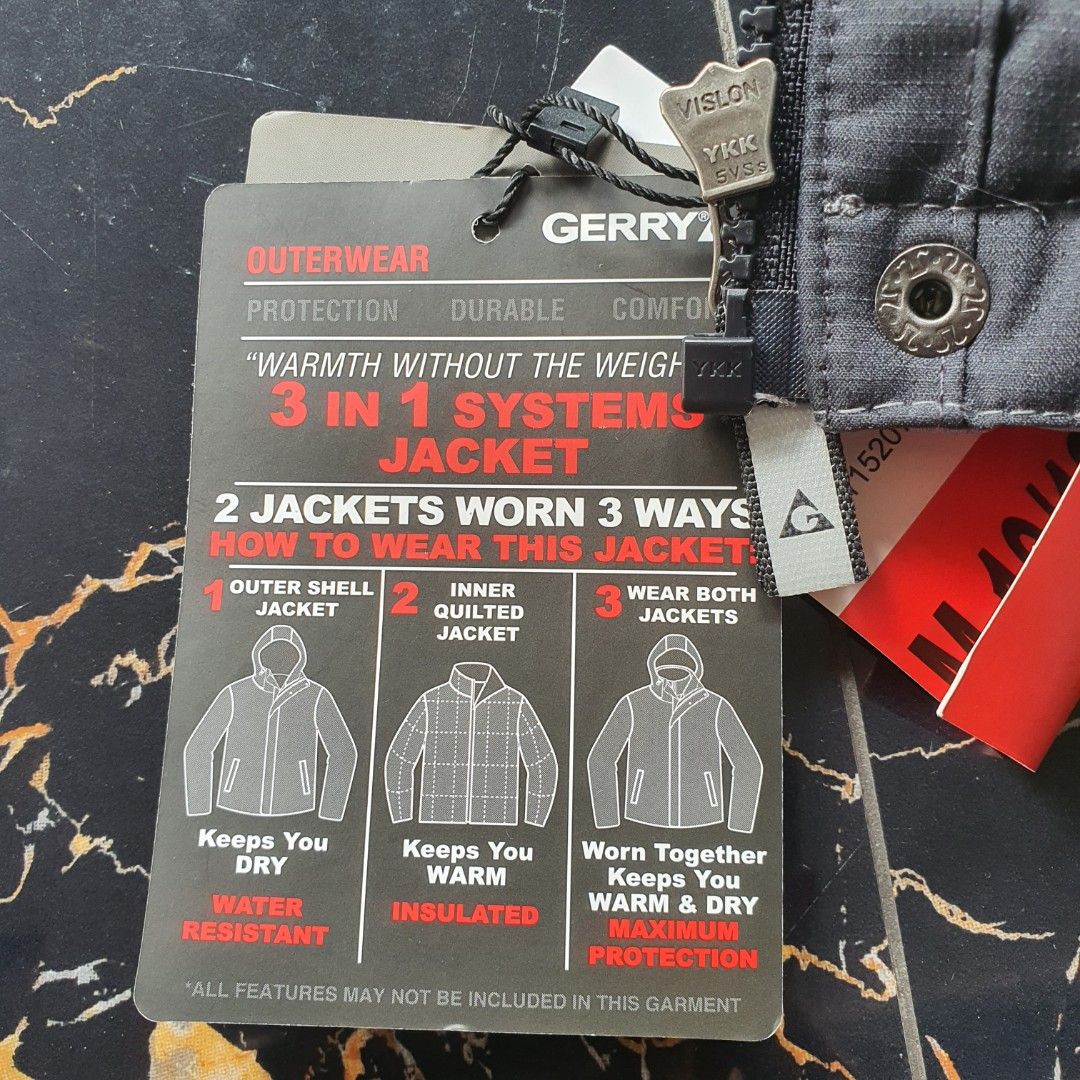 VISLON
YKK
5VSs
GERRY®
OUTERWEAR
PROTECTION DURABLE
"WARMTH WITHOUT THE
YKK
3 IN 1 SYSTEMS
JACKET
2 JACKETS WORN 3 WAYS
HOW TO WEAR THIS JACKET:
G
1 OUTER SHELL
JACKET
2 INNER
QUILTED
JACKET
3 WEAR BOTH
JACKETS
Keeps You
DRY
WATER
RESISTANT
Keeps You
WARM
INSULATED
Worn Together
Keeps You
WARM & DRY
MAXIMUM
PROTECTION
*ALL FEATURES MAY NOT BE INCLUDED IN THIS GARMENT